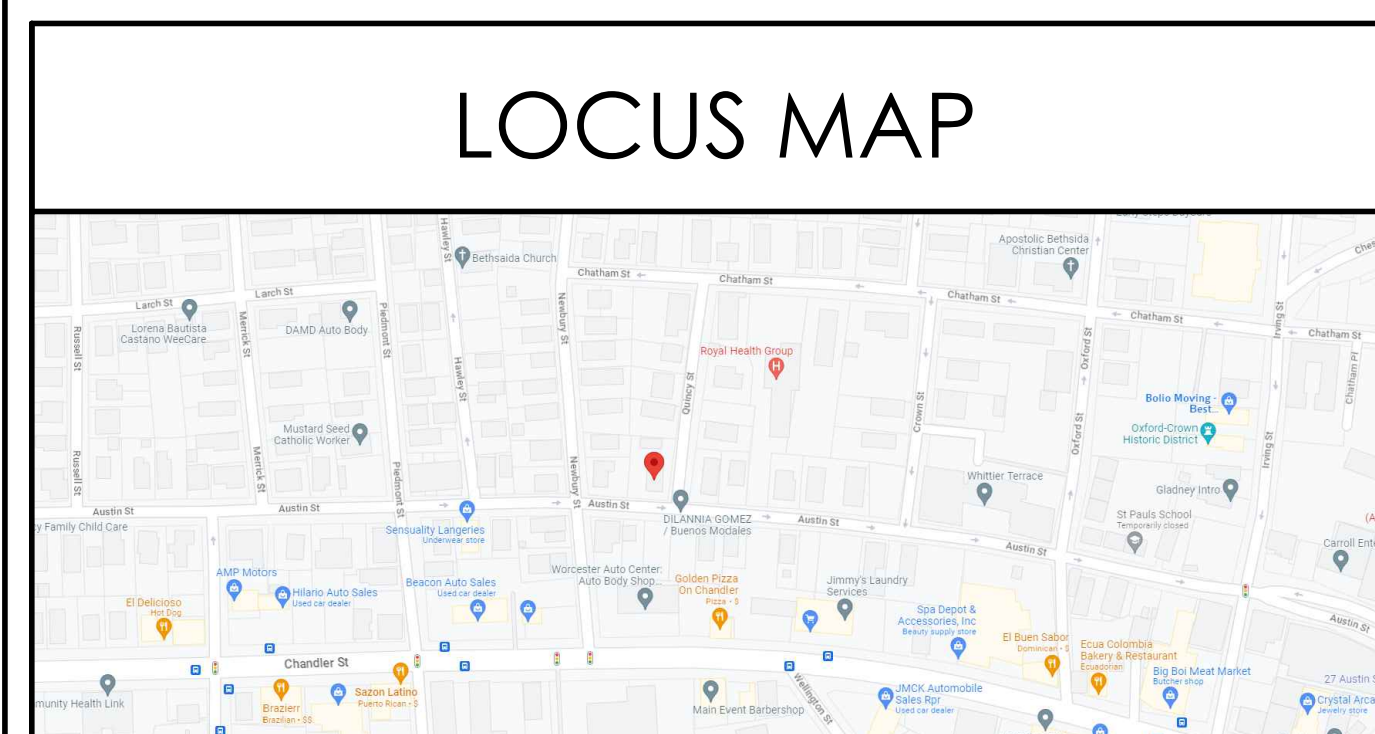 LOCUS MAP
Hawley St
Bethsaida Church
Apostolic Bethsida
Christian Center
Chatham St
Chatham St
Chatham St
Chatham St
Chatham St
Larch St
Larch St
Lorena Bautista
Castano WeeCare
DAMD Auto Body
Russell St
Merrick St
Piedmont St
Hawley St
Newbury St
Quincy St
Royal Health Group
Crown St
Oxford St
Irving St
Chatham Pl
Bolio Moving -
Best...
Oxford-Crown
Historic District
Mustard Seed
Catholic Worker
Russell St
Merrick St
Piedmont St
Newbury St
Oxford St
Irving St
Whittier Terrace
Gladney Intro
St Pauls School
Temporarily closed
Austin St
Austin St
Austin St
Austin St
Austin St
Austin St
y Family Child Care
Sensuality Langeries
Underwear store
DILANNIA GOMEZ
/ Buenos Modales
(A
Carroll Ente
AMP Motors
Hilario Auto Sales
Used car dealer
Beacon Auto Sales
Used car dealer
Worcester Auto Center:
Auto Body Shop...
Golden Pizza
On Chandler
Pizza • $
Jimmy's Laundry
Services
El Delicioso
Hot Dog
Spa Depot &
Accessories, Inc
Beauty supply store
El Buen Sabor
Dominican • $
Ecua Colombia
Bakery & Restaurant
Ecuadorian
Big Boi Meat Market
Butcher shop
Chandler St
27 Austin S
munity Health Link
Brazierr
Brazilian • $$
Sazon Latino
Puerto Rican • $
Main Event Barbershop
Wellington St
JMCK Automobile
Sales Rpr
Used car dealer
Crystal Arca
Jewelry store